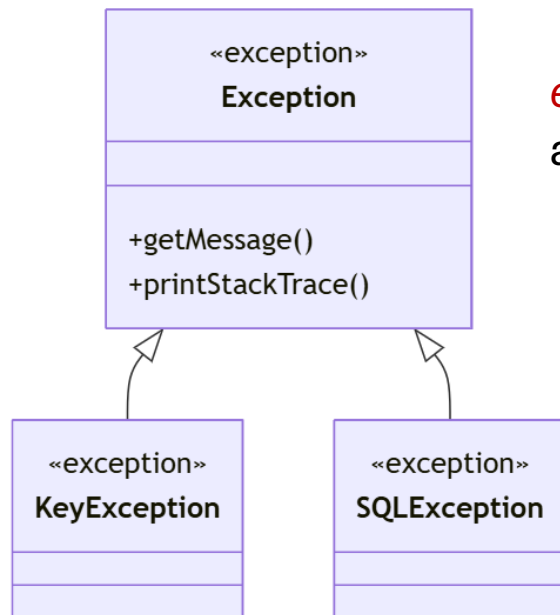 «exception»
Exception
+getMessage()
+printStackTrace()
«exception»
KeyException
«exception»
SQLException